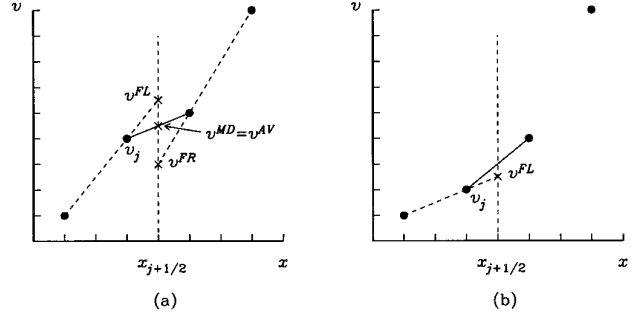 v
v^{FL}
v^{MD}=v^{AV}
v_j
v^{FR}
x_{j+1/2}
x
(a)
v
v^{FL}
v_j
x_{j+1/2}
x
(b)